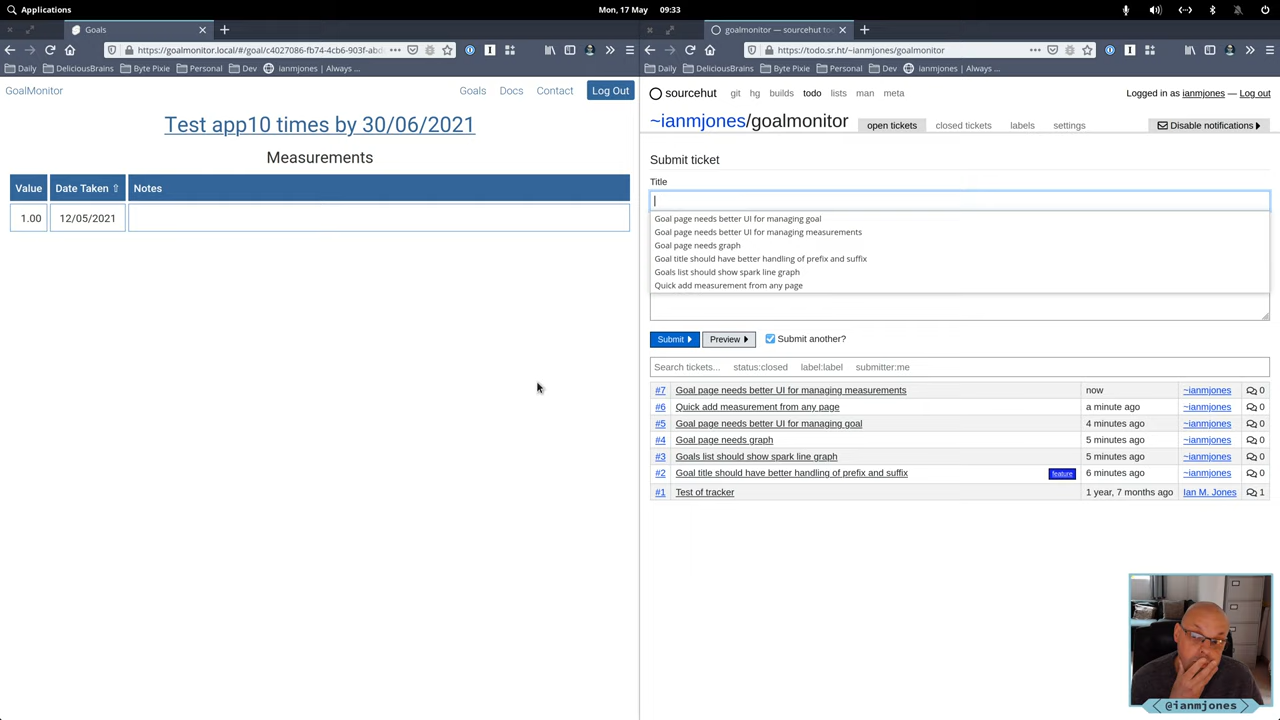 Applications
Mon, 17 May 09:33
Goals
https://goalmonitor.local/#/goal/c4027086-fb74-4cb6-903f-abd
Daily DeliciousBrains Byte Pixie Personal Dev ianmjones | Always ...
GoalMonitor
Goals Docs Contact Log Out
Test app10 times by 30/06/2021
Measurements
Value Date Taken ⇧ Notes
1.00 12/05/2021
goalmonitor — sourcehut to
https://todo.sr.ht/~ianmjones/goalmonitor
Daily DeliciousBrains Byte Pixie Personal Dev ianmjones | Always ...
sourcehut git hg builds todo lists man meta
Logged in as ianmjones — Log out
~ianmjones/goalmonitor open tickets closed tickets labels settings Disable notifications
Submit ticket
Title
Goal page needs better UI for managing goal
Goal page needs better UI for managing measurements
Goal page needs graph
Goal title should have better handling of prefix and suffix
Goals list should show spark line graph
Quick add measurement from any page
Submit Preview Submit another?
Search tickets... status:closed label:label submitter:me
#7 Goal page needs better UI for managing measurements now ~ianmjones 0
#6 Quick add measurement from any page a minute ago ~ianmjones 0
#5 Goal page needs better UI for managing goal 4 minutes ago ~ianmjones 0
#4 Goal page needs graph 5 minutes ago ~ianmjones 0
#3 Goals list should show spark line graph 5 minutes ago ~ianmjones 0
#2 Goal title should have better handling of prefix and suffix feature 6 minutes ago ~ianmjones 0
#1 Test of tracker 1 year, 7 months ago Ian M. Jones 1
@ianmjones